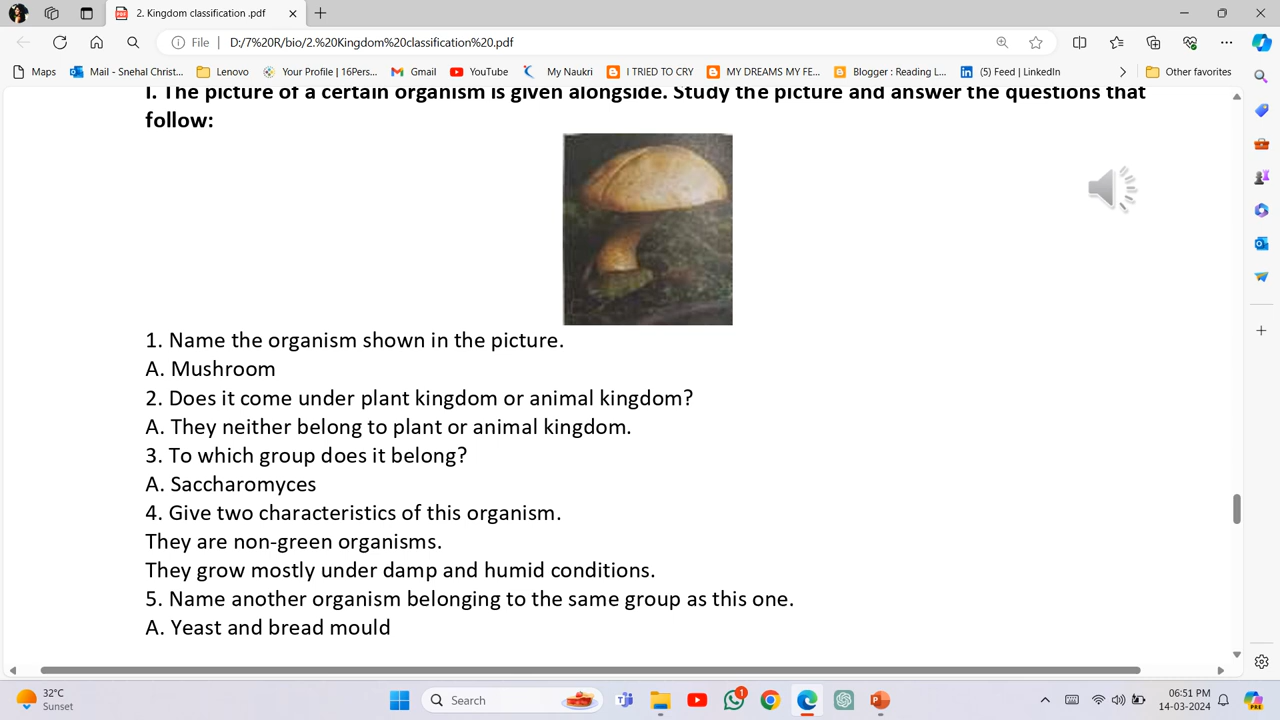 2. Kingdom classification .pdf
File D:/7%20R/bio/2.%20Kingdom%20classification%20.pdf
Maps Mail - Snehal Christ... Lenovo Your Profile | 16Pers... Gmail YouTube My Naukri I TRIED TO CRY MY DREAMS MY FE... Blogger : Reading L... (5) Feed | LinkedIn Other favorites
I. The picture of a certain organism is given alongside. Study the picture and answer the questions that
follow:
1. Name the organism shown in the picture.
A. Mushroom
2. Does it come under plant kingdom or animal kingdom?
A. They neither belong to plant or animal kingdom.
3. To which group does it belong?
A. Saccharomyces
4. Give two characteristics of this organism.
They are non-green organisms.
They grow mostly under damp and humid conditions.
5. Name another organism belonging to the same group as this one.
A. Yeast and bread mould
32°C
Sunset
Search
1
06:51 PM
14-03-2024
PRE